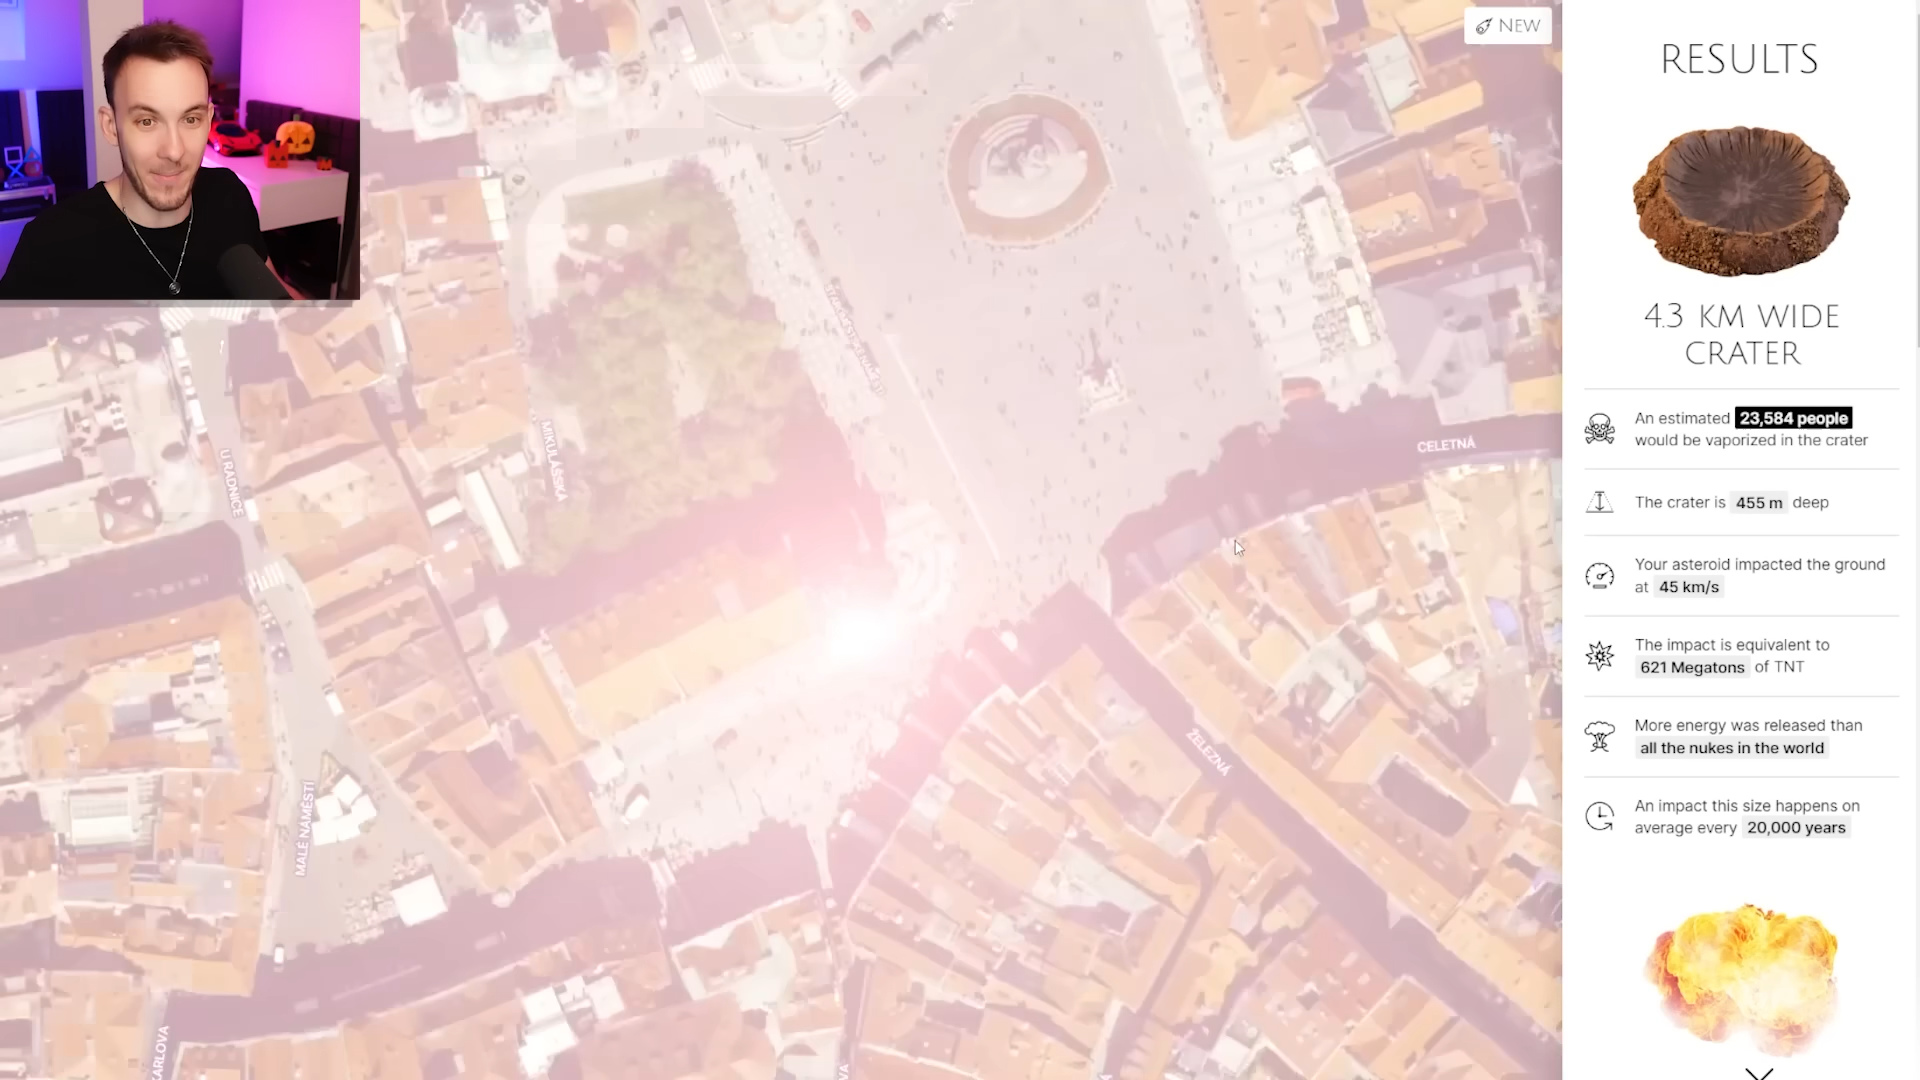 NEW
RESULTS
4.3 KM WIDE
CRATER
An estimated 23,584 people
would be vaporized in the crater
The crater is 455 m deep
Your asteroid impacted the ground
at 45 km/s
The impact is equivalent to
621 Megatons of TNT
More energy was released than
all the nukes in the world
An impact this size happens on
average every 20,000 years
U RADNICE
MIKULÁŠSKÁ
STAROMĚSTSKÉ NÁMĚSTÍ
CELETNÁ
ŽELEZNÁ
MALÉ NÁMĚSTÍ
KARLOVA